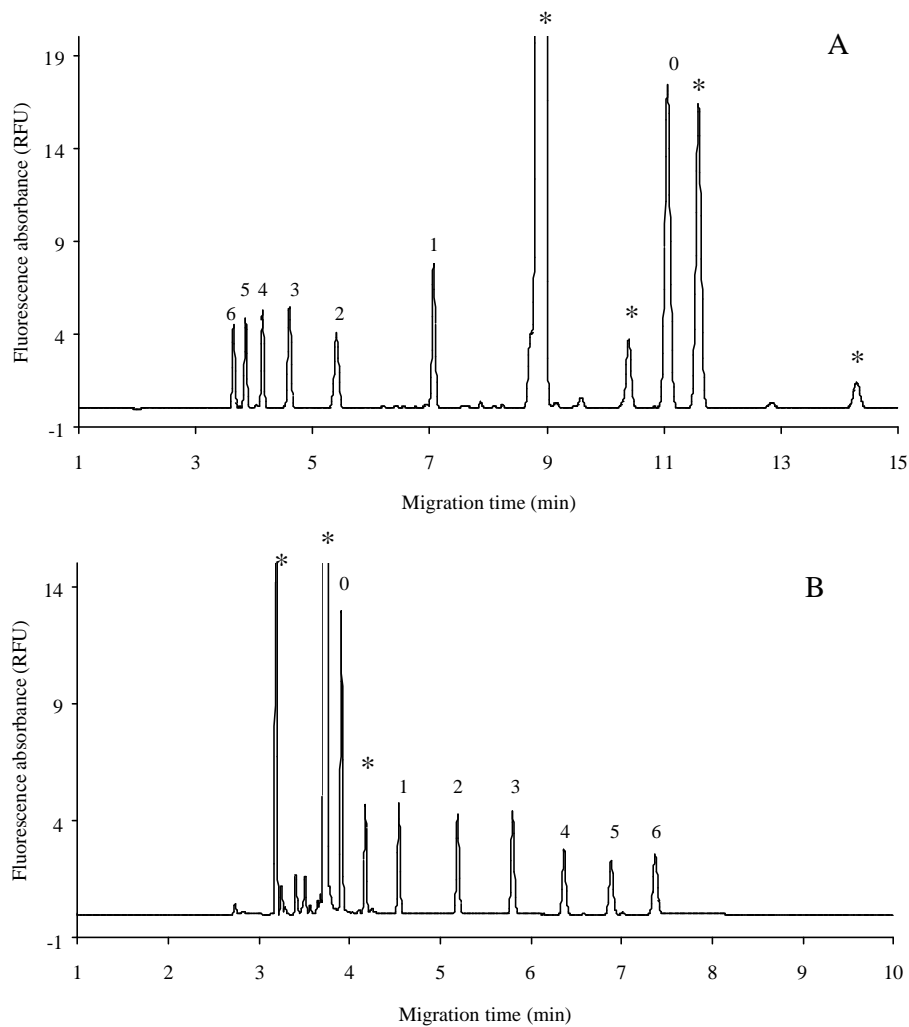 *
A
19
0
*
14
Fluorescence absorbance (RFU)
9
1
5 4 3
6 2 * *
4
-1
1 3 5 7 9 11 13 15
Migration time (min)
*
*
14 0 B
Fluorescence absorbance (RFU)
9
*
1 2 3
4 4 5 6
-1
1 2 3 4 5 6 7 8 9 10
Migration time (min)